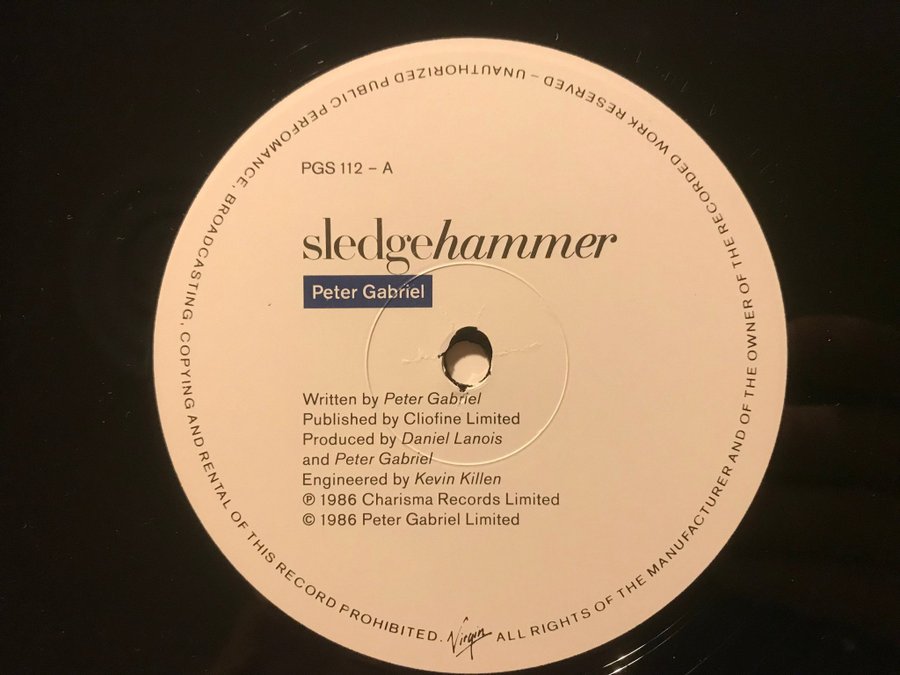 PGS 112 – A
sledgehammer
Peter Gabriel
Written by Peter Gabriel
Published by Cliofine Limited
Produced by Daniel Lanois
and Peter Gabriel
Engineered by Kevin Killen
℗ 1986 Charisma Records Limited
© 1986 Peter Gabriel Limited
Virgin
ALL RIGHTS OF THE MANUFACTURER AND OF THE OWNER OF THE RECORDED WORK RESERVED – UNAUTHORIZED PUBLIC PERFOMANCE, BROADCASTING, COPYING AND RENTAL OF THIS RECORD PROHIBITED.